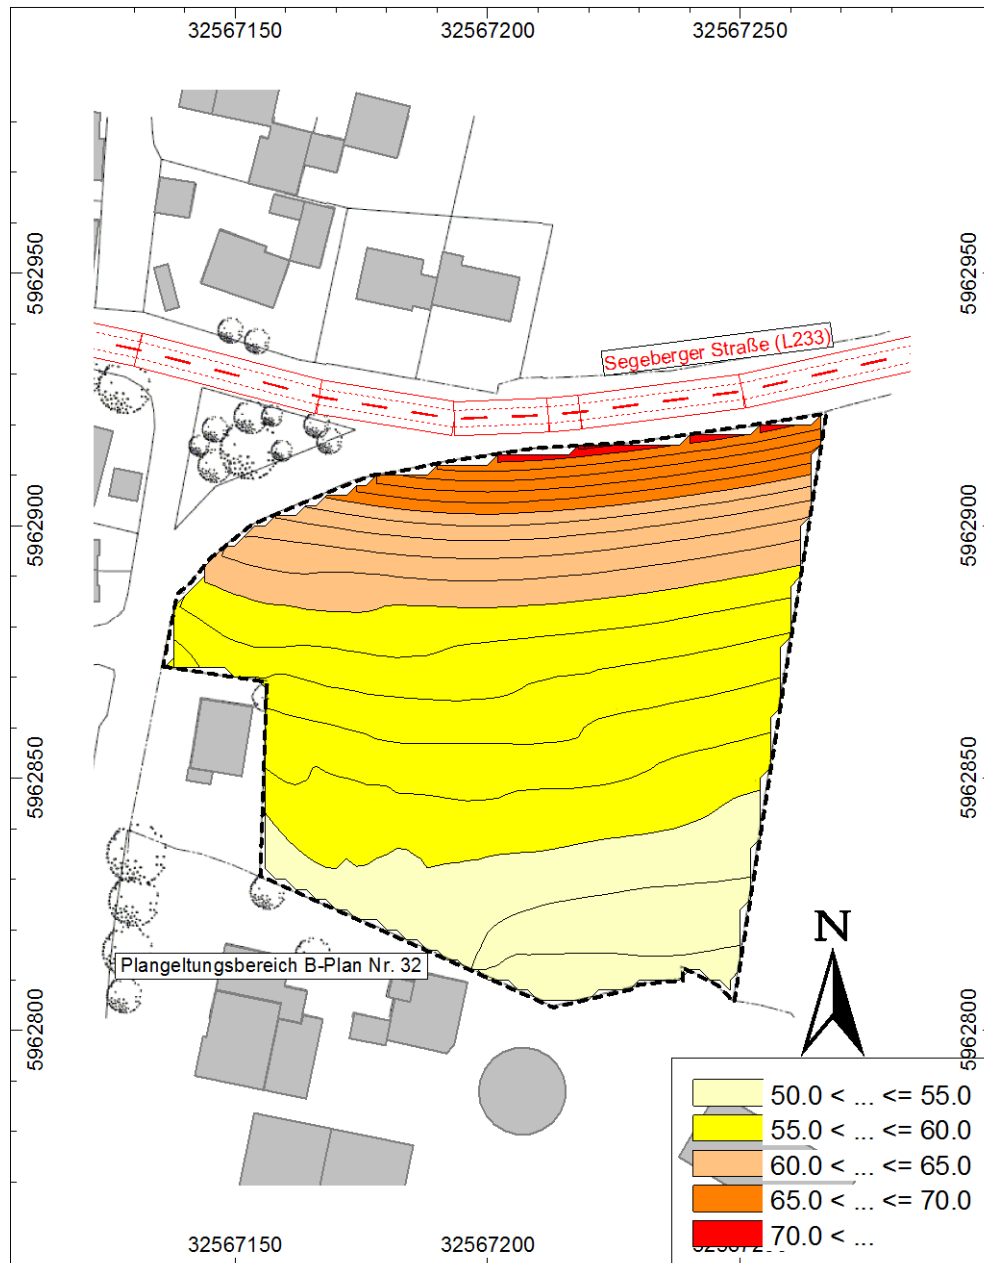 32567150 32567200 32567250
5962950 5962950
Segeberger Straße (L233)
5962900 5962900
5962850 5962850
N
Plangeltungsbereich B-Plan Nr. 32
5962800 5962800
50.0 < ... <= 55.0
55.0 < ... <= 60.0
60.0 < ... <= 65.0
65.0 < ... <= 70.0
70.0 < ...
32567150 32567200